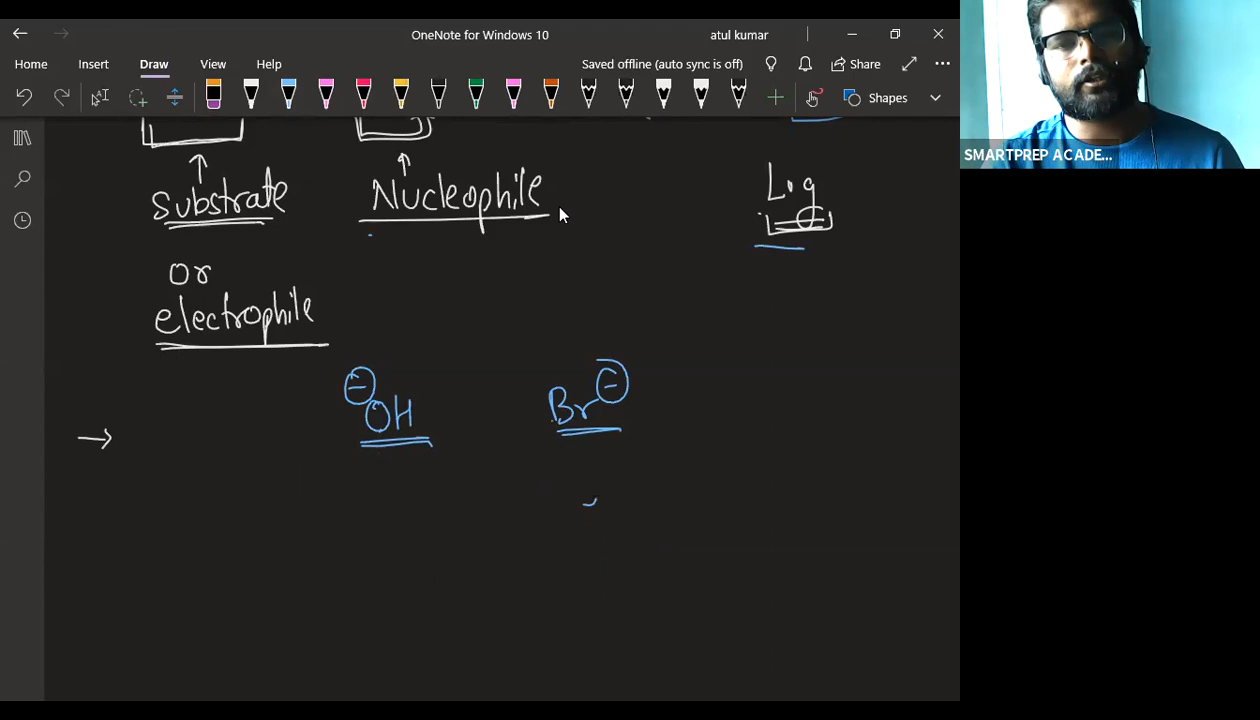 OneNote for Windows 10
atul kumar
Home Insert Draw View Help
Saved offline (auto sync is off)
Share
Shapes
SMARTPREP ACADE...
Substrate
Nucleophile
L.g
or
electrophile
⊖OH
Br⊖
→